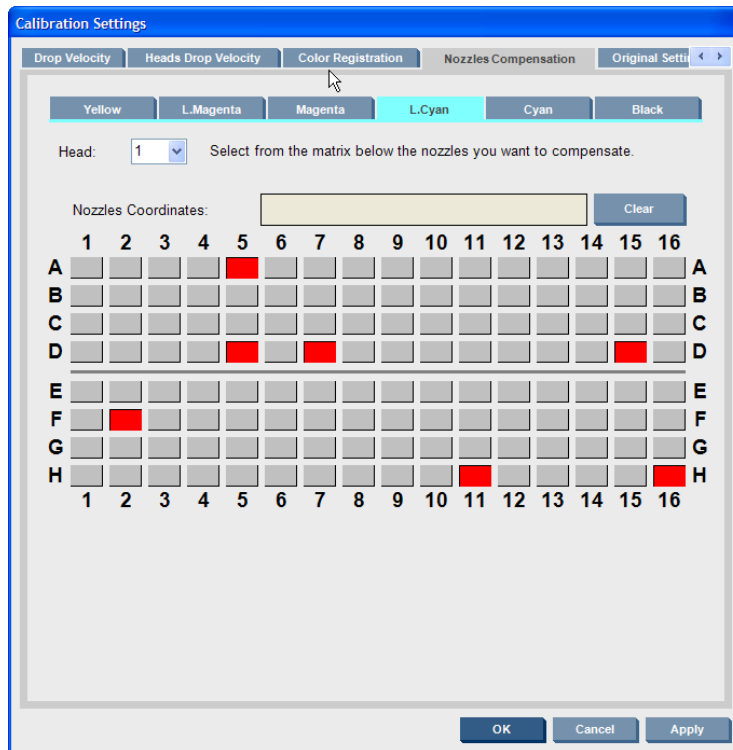 Calibration Settings
Drop Velocity Heads Drop Velocity Color Registration Nozzles Compensation Original Setti
Yellow L.Magenta Magenta L.Cyan Cyan Black
Head: 1 Select from the matrix below the nozzles you want to compensate.
Nozzles Coordinates: Clear
1 2 3 4 5 6 7 8 9 10 11 12 13 14 15 16
A A
B B
C C
D D
E E
F F
G G
H H
1 2 3 4 5 6 7 8 9 10 11 12 13 14 15 16
OK Cancel Apply